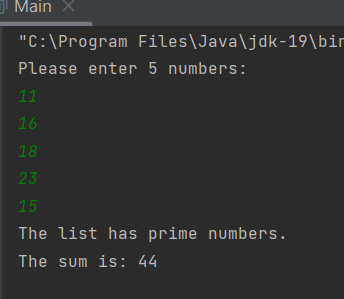 Main
"C:\Program Files\Java\jdk-19\bin
Please enter 5 numbers:
11
16
18
23
15
The list has prime numbers.
The sum is: 44